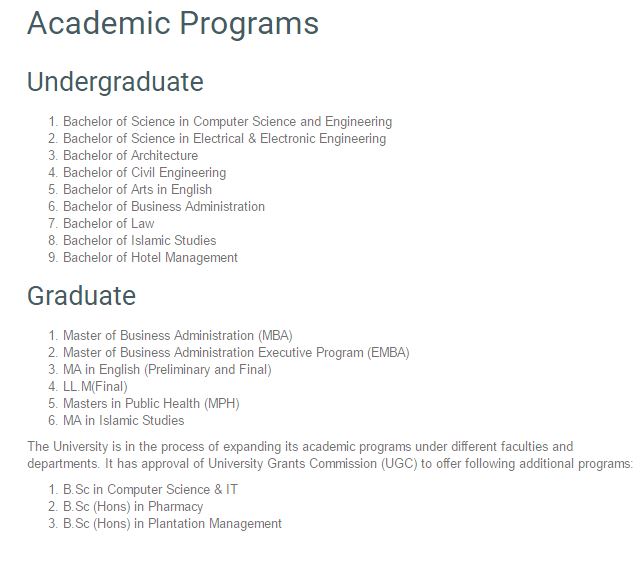 Academic Programs
Undergraduate
1. Bachelor of Science in Computer Science and Engineering
2. Bachelor of Science in Electrical & Electronic Engineering
3. Bachelor of Architecture
4. Bachelor of Civil Engineering
5. Bachelor of Arts in English
6. Bachelor of Business Administration
7. Bachelor of Law
8. Bachelor of Islamic Studies
9. Bachelor of Hotel Management
Graduate
1. Master of Business Administration (MBA)
2. Master of Business Administration Executive Program (EMBA)
3. MA in English (Preliminary and Final)
4. LL.M(Final)
5. Masters in Public Health (MPH)
6. MA in Islamic Studies
The University is in the process of expanding its academic programs under different faculties and
departments. It has approval of University Grants Commission (UGC) to offer following additional programs:
1. B.Sc in Computer Science & IT
2. B.Sc (Hons) in Pharmacy
3. B.Sc (Hons) in Plantation Management